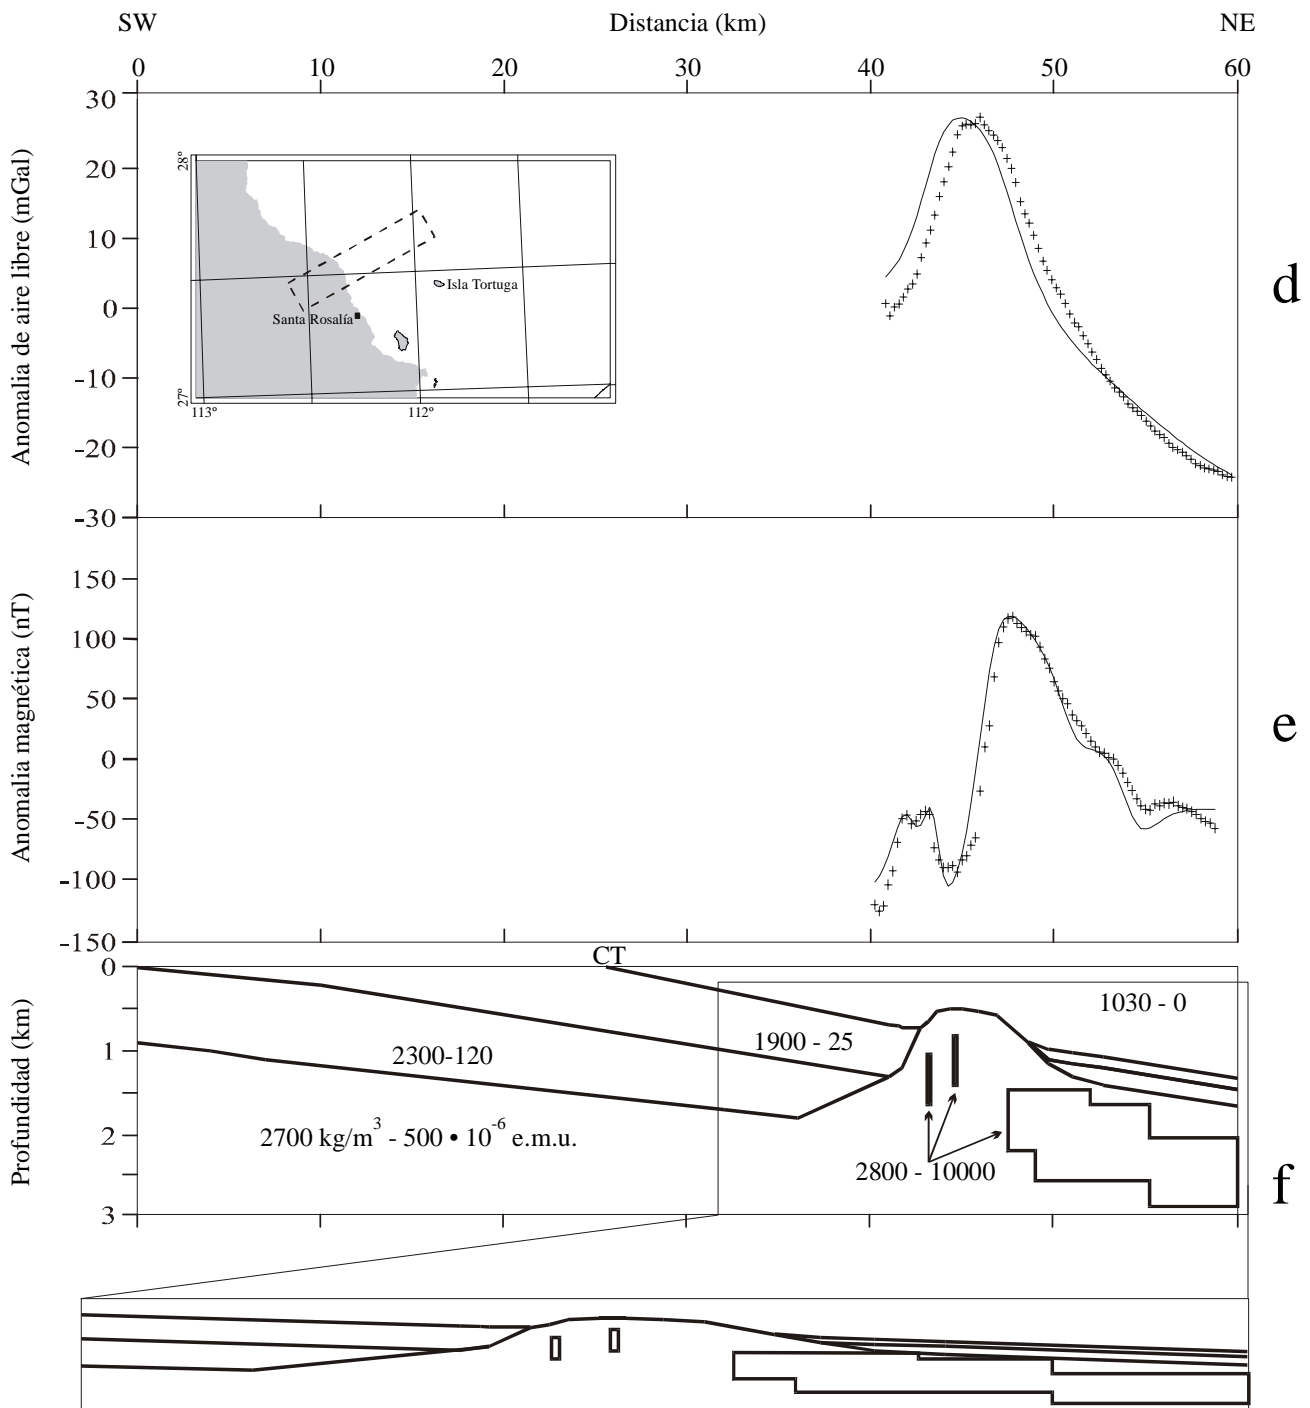 SW Distancia (km) NE
0 10 20 30 40 50 60
Anomalia de aire libre (mGal)
30
20
10
0
-10
-20
-30
28°
27°
113° 112°
Isla Tortuga
Santa Rosalía
d
Anomalia magnética (nT)
150
100
50
0
-50
-100
-150
e
CT
Profundidad (km)
0
1
2
3
1030 - 0
1900 - 25
2300-120
2700 kg/m³ - 500 • 10⁻⁶ e.m.u.
2800 - 10000
f